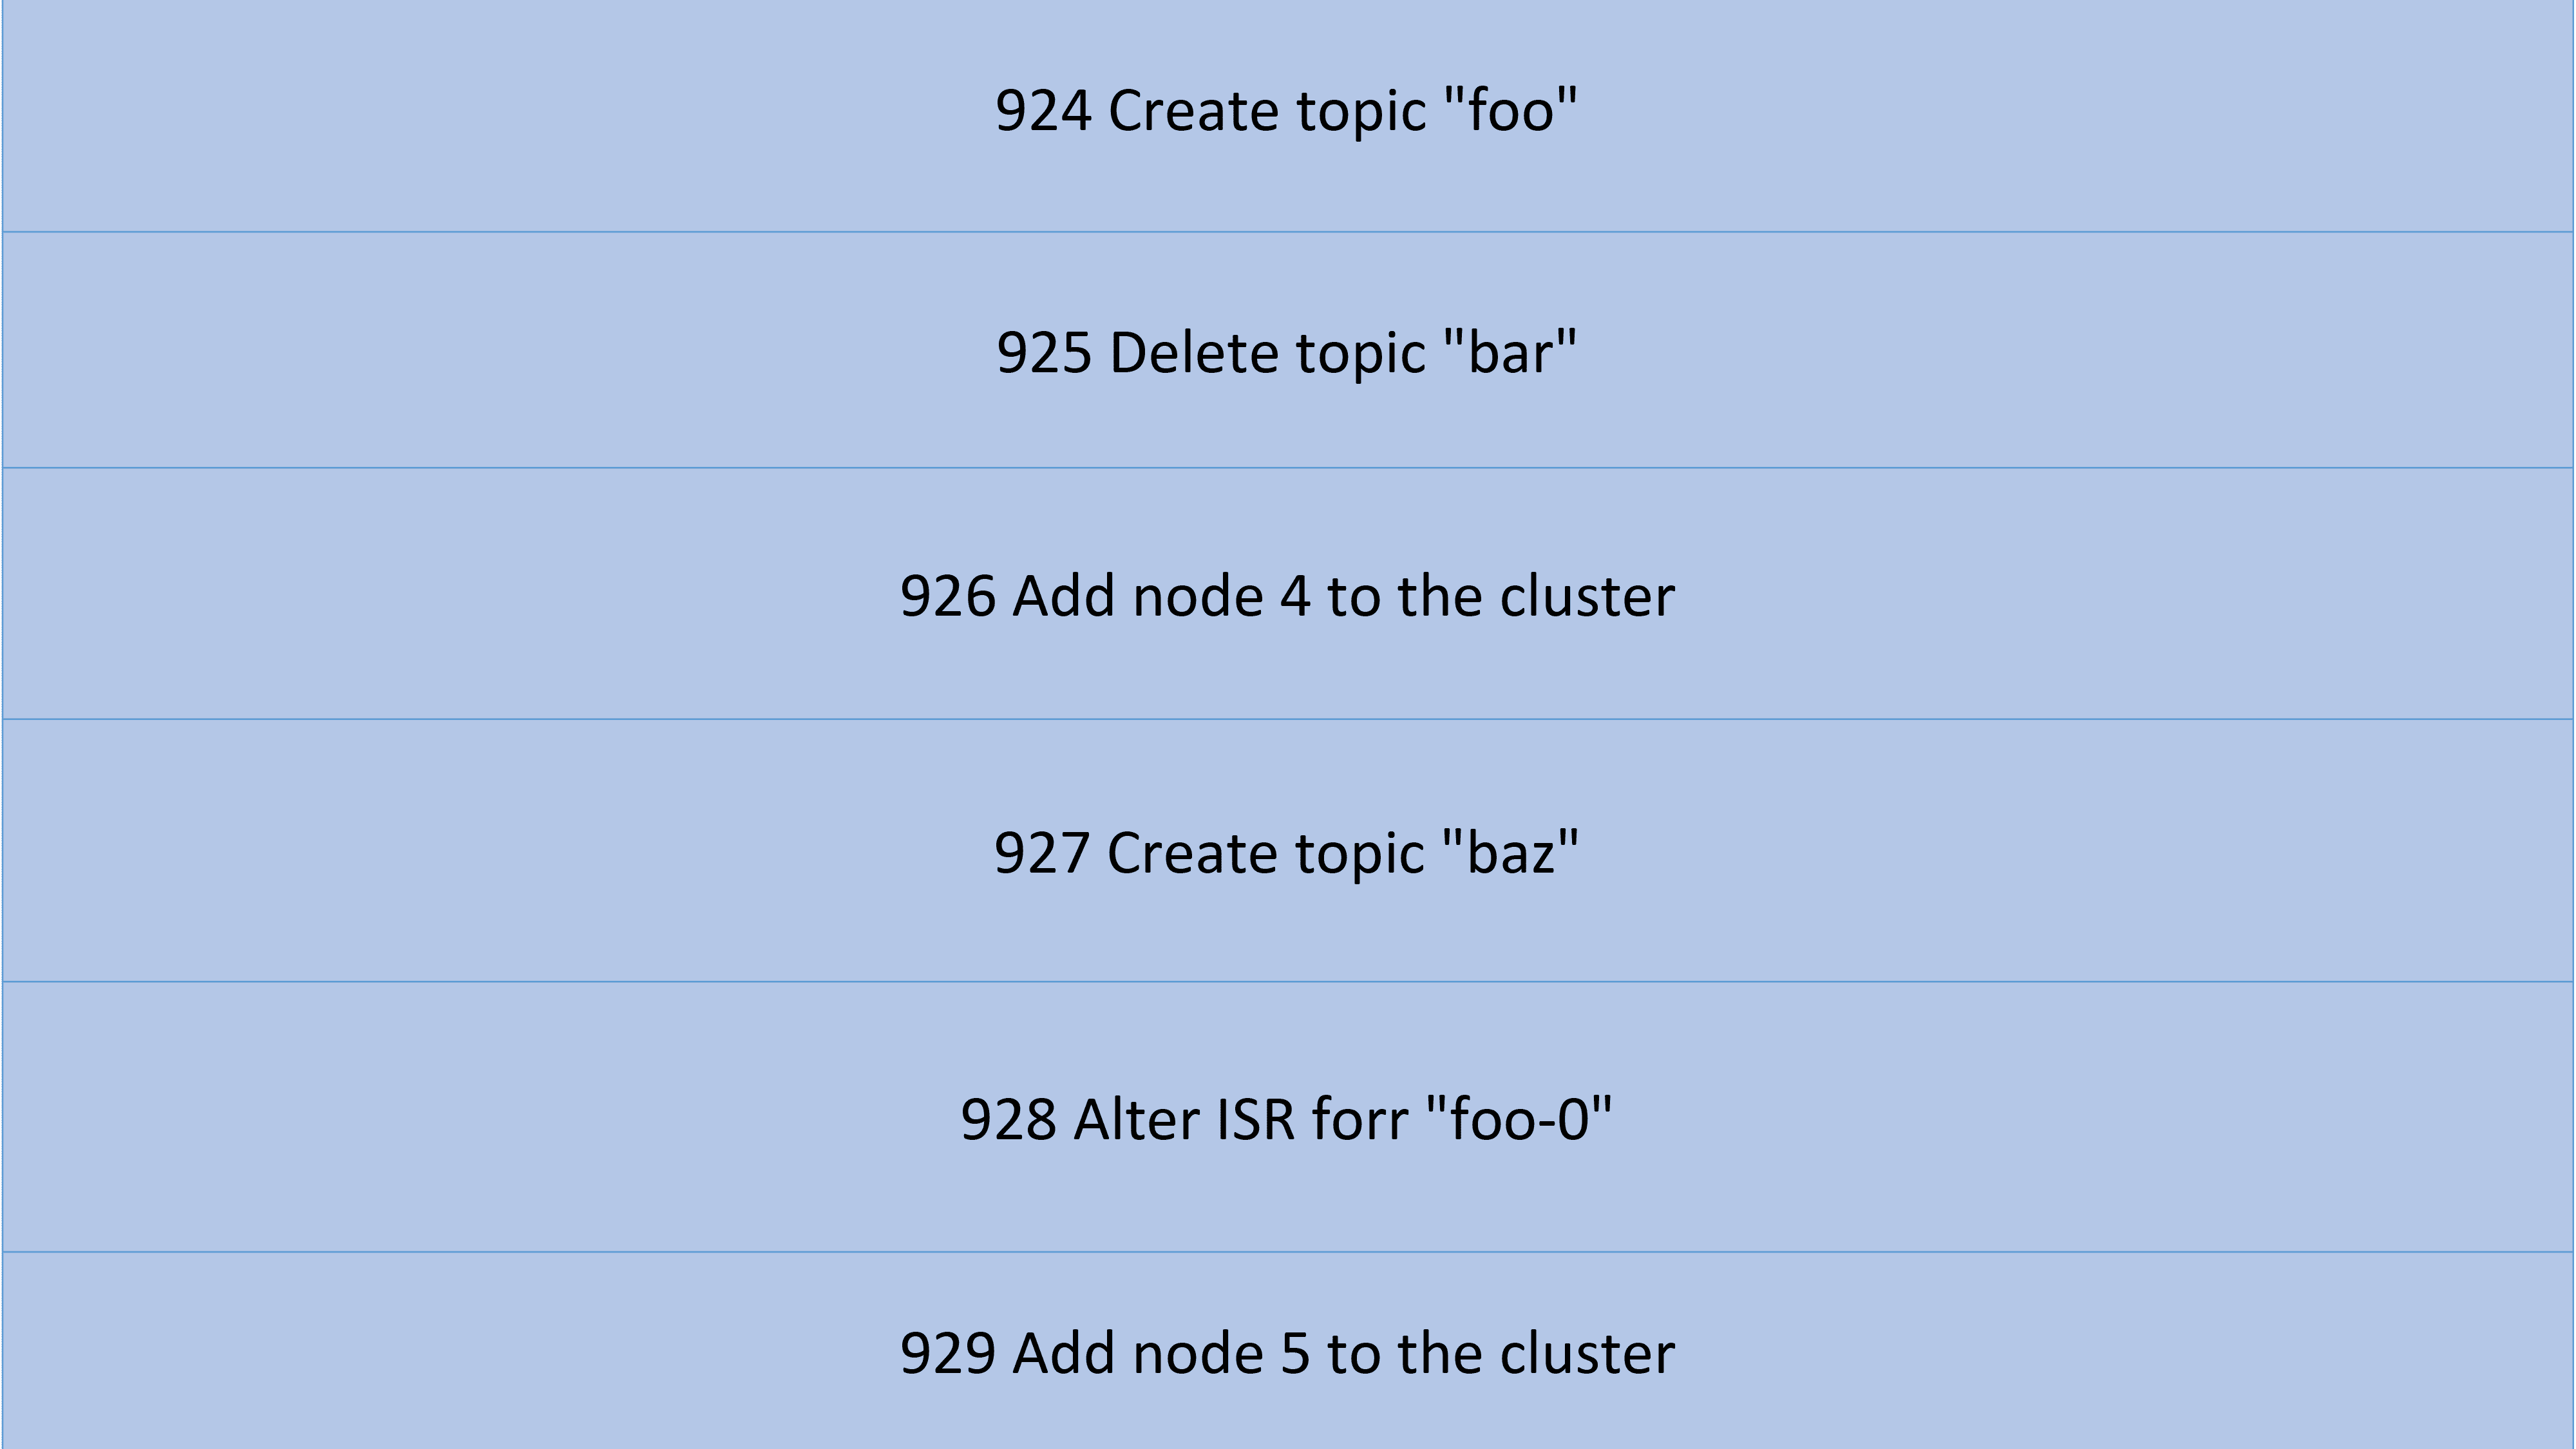 924 Create topic "foo"
925 Delete topic "bar"
926 Add node 4 to the cluster
927 Create topic "baz"
928 Alter ISR forr "foo-0"
929 Add node 5 to the cluster